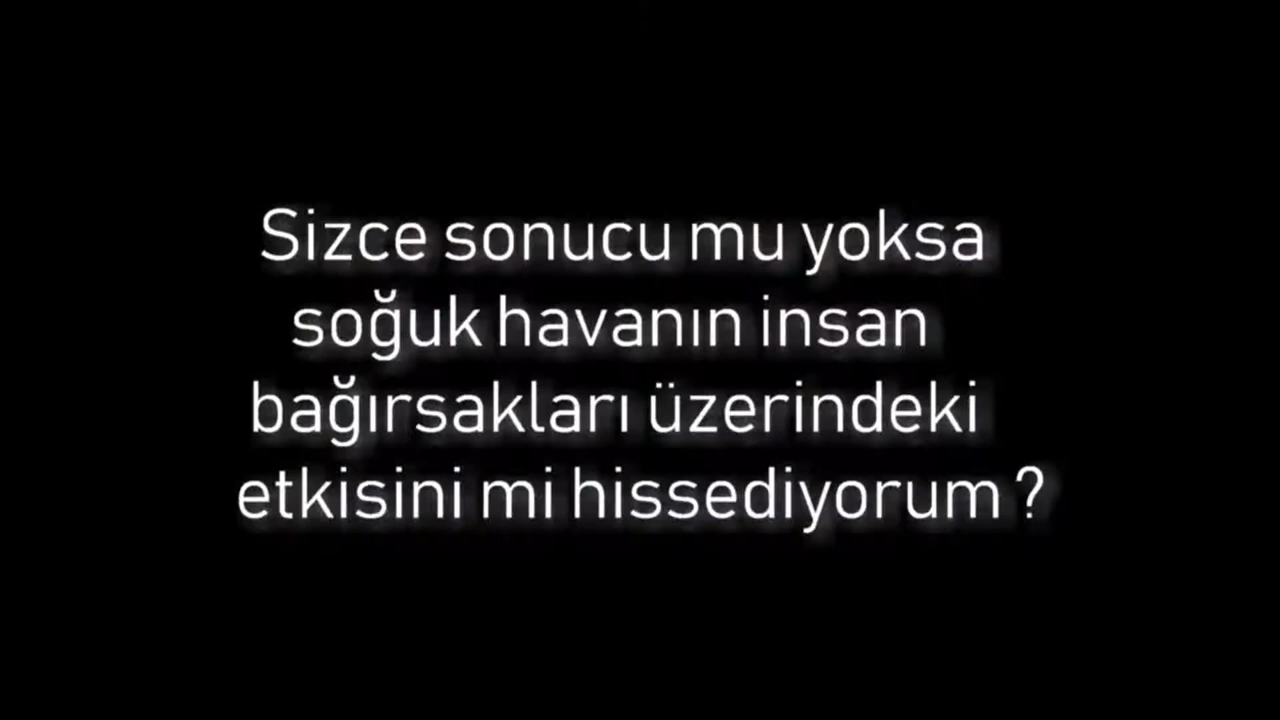 Sizce sonucu mu yoksa
soğuk havanın insan
bağırsakları üzerindeki
etkisini mi hissediyorum ?